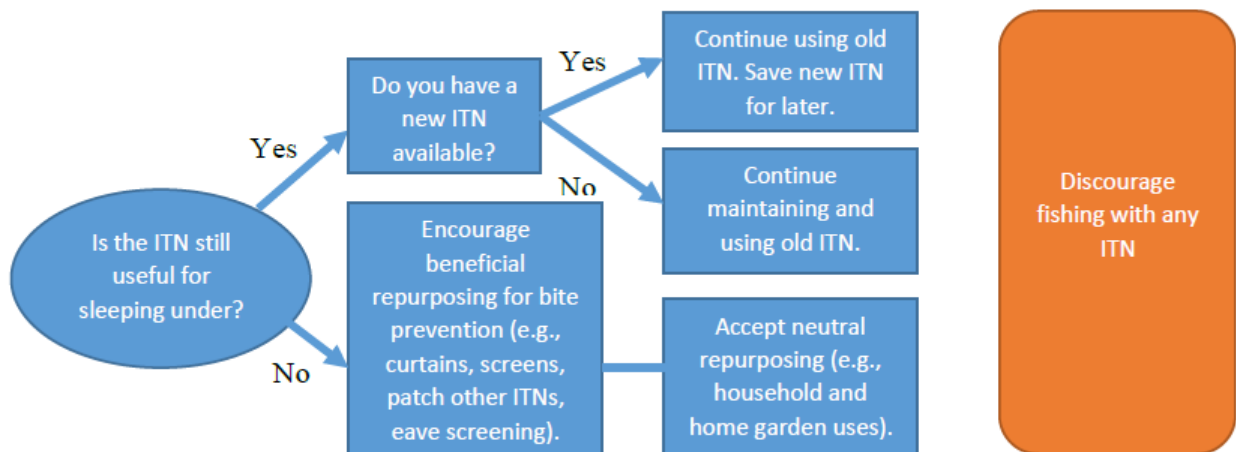 Is the ITN still
useful for
sleeping under?
Yes
No
Do you have a
new ITN
available?
Yes
No
Continue using old
ITN. Save new ITN
for later.
Continue
maintaining and
using old ITN.
Encourage
beneficial
repurposing for bite
prevention (e.g.,
curtains, screens,
patch other ITNs,
eave screening).
Accept neutral
repurposing (e.g.,
household and
home garden uses).
Discourage
fishing with any
ITN